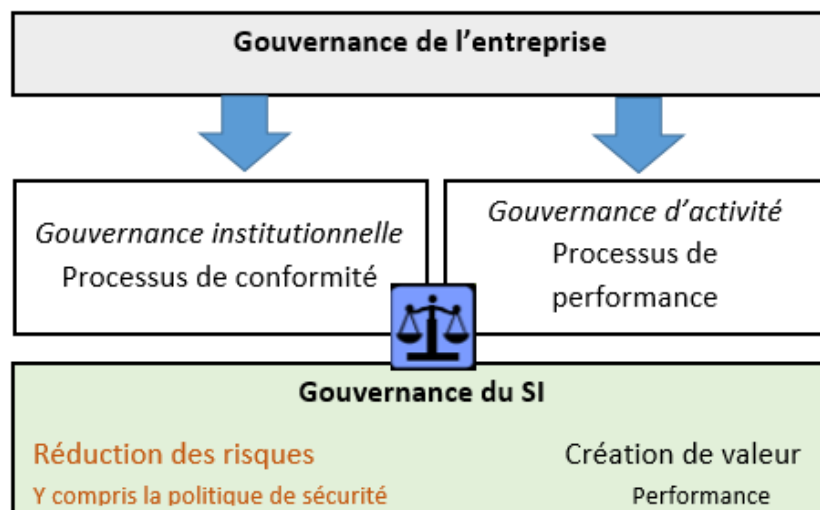 Gouvernance de l'entreprise
Gouvernance institutionnelle
Processus de conformité
Gouvernance d'activité
Processus de
performance
Gouvernance du SI
Réduction des risques
Y compris la politique de sécurité
Création de valeur
Performance